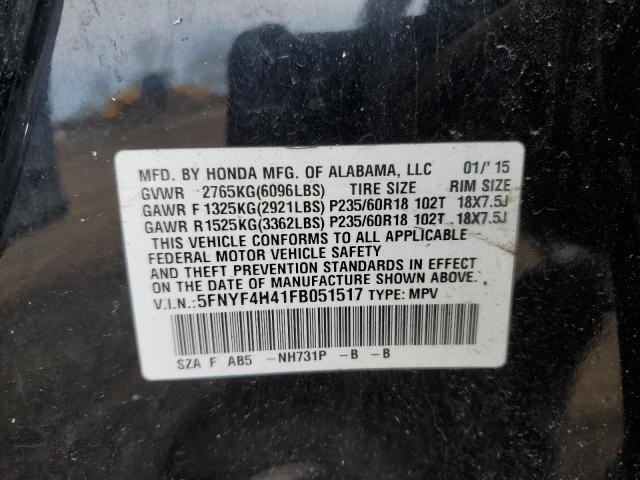 MFD. BY HONDA MFG. OF ALABAMA, LLC 01/'15
GVWR 2765KG(6096LBS) TIRE SIZE RIM SIZE
GAWR F 1325KG(2921LBS) P235/60R18 102T 18X7.5J
GAWR R 1525KG(3362LBS) P235/60R18 102T 18X7.5J
THIS VEHICLE CONFORMS TO ALL APPLICABLE
FEDERAL MOTOR VEHICLE SAFETY
AND THEFT PREVENTION STANDARDS IN EFFECT
ON THE DATE OF MANUFACTURE SHOWN ABOVE.
V.I.N.: 5FNYF4H41FB051517 TYPE: MPV
SZA F AB5 -NH731P -B -B